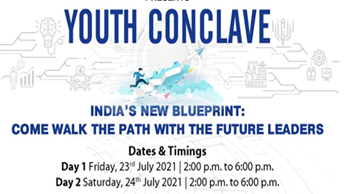 PRESENTS
YOUTH CONCLAVE
INDIA'S NEW BLUEPRINT:
COME WALK THE PATH WITH THE FUTURE LEADERS
Dates & Timings
Day 1 Friday, 23rd July 2021 | 2:00 p.m. to 6:00 p.m.
Day 2 Saturday, 24th July 2021 | 2:00 p.m. to 6:00 p.m.